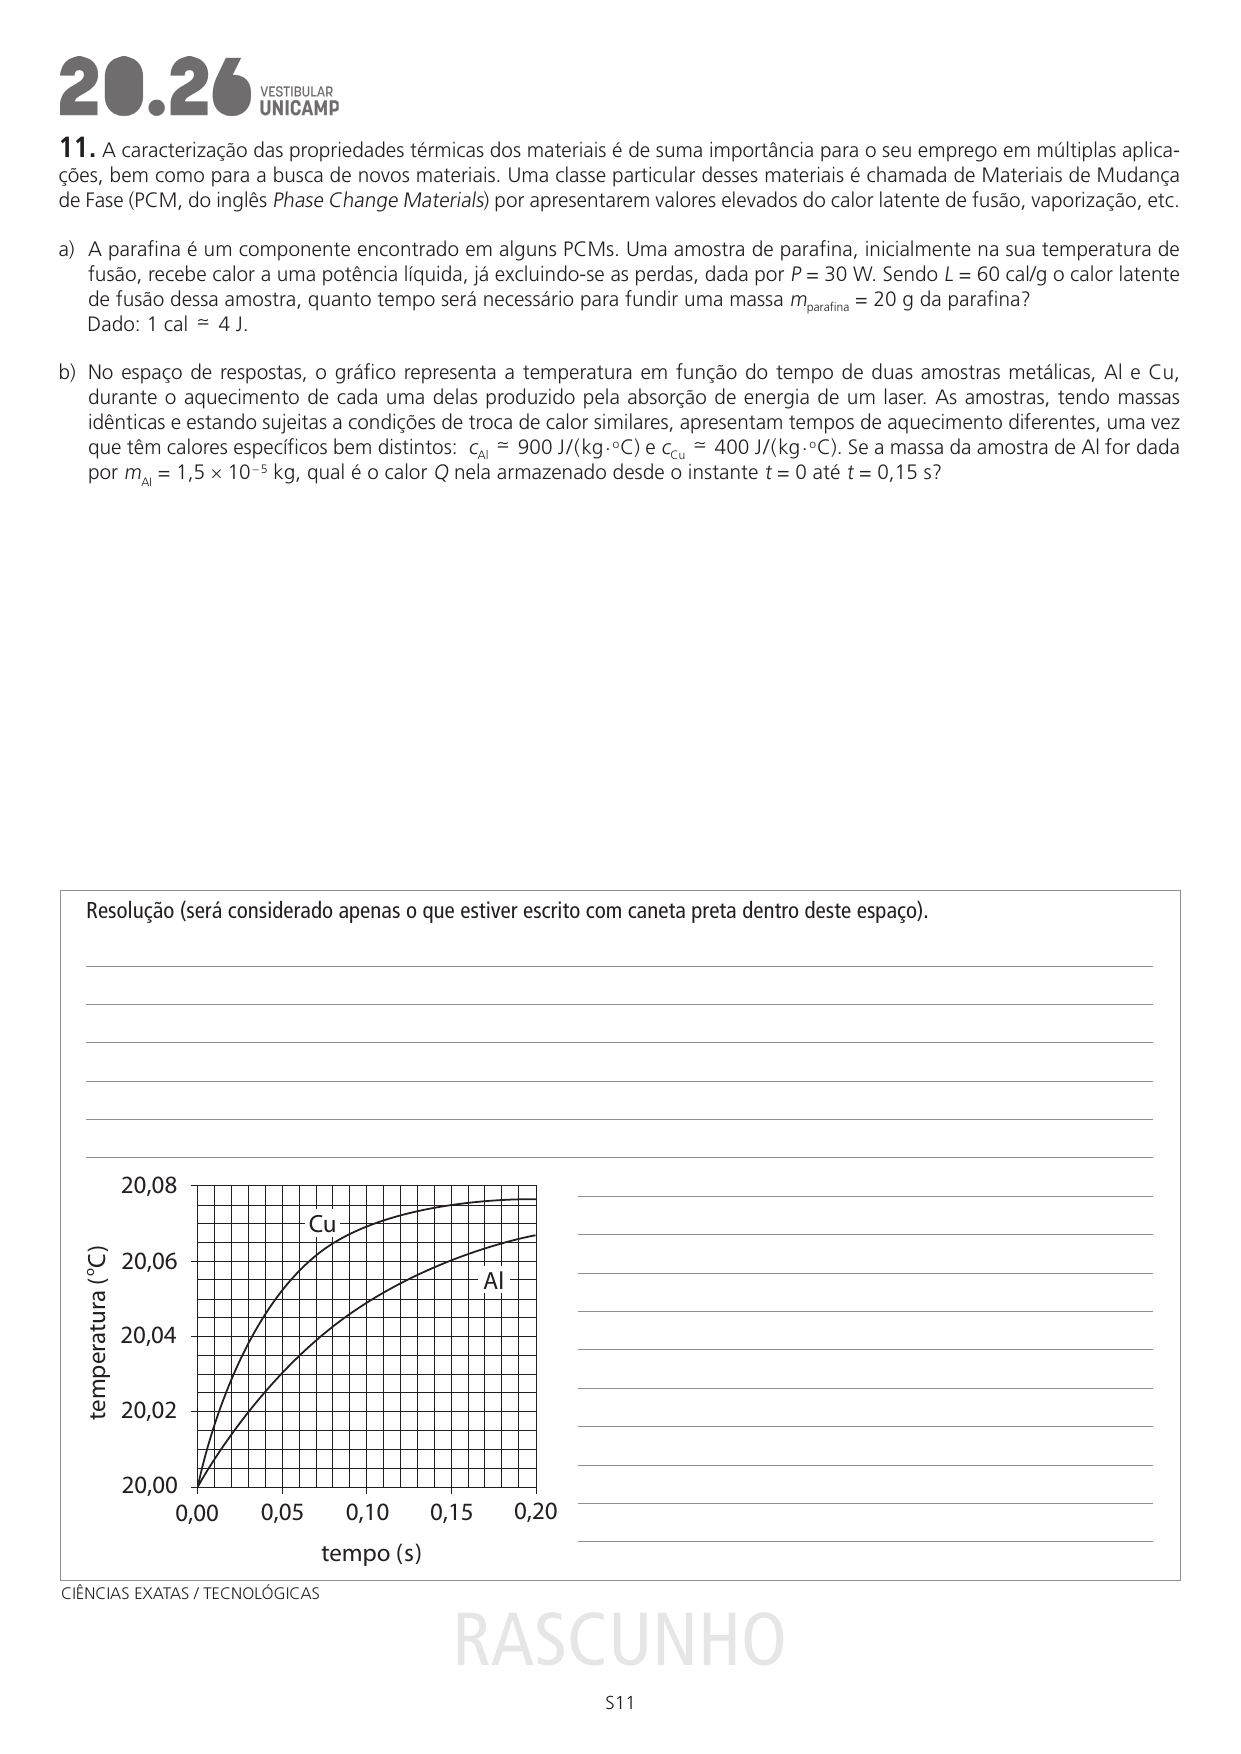 20.26 VESTIBULAR UNICAMP
11. A caracterização das propriedades térmicas dos materiais é de suma importância para o seu emprego em múltiplas aplica-
ções, bem como para a busca de novos materiais. Uma classe particular desses materiais é chamada de Materiais de Mudança
de Fase (PCM, do inglês Phase Change Materials) por apresentarem valores elevados do calor latente de fusão, vaporização, etc.
a) A parafina é um componente encontrado em alguns PCMs. Uma amostra de parafina, inicialmente na sua temperatura de
fusão, recebe calor a uma potência líquida, já excluindo-se as perdas, dada por P = 30 W. Sendo L = 60 cal/g o calor latente
de fusão dessa amostra, quanto tempo será necessário para fundir uma massa m parafina = 20 g da parafina?
Dado: 1 cal ≃ 4 J.
b) No espaço de respostas, o gráfico representa a temperatura em função do tempo de duas amostras metálicas, Al e Cu,
durante o aquecimento de cada uma delas produzido pela absorção de energia de um laser. As amostras, tendo massas
idênticas e estando sujeitas a condições de troca de calor similares, apresentam tempos de aquecimento diferentes, uma vez
que têm calores específicos bem distintos: cAl ≃ 900 J/(kg·ºC) e cCu ≃ 400 J/(kg·ºC). Se a massa da amostra de Al for dada
por mAl = 1,5 × 10⁻⁵ kg, qual é o calor Q nela armazenado desde o instante t = 0 até t = 0,15 s?
Resolução (será considerado apenas o que estiver escrito com caneta preta dentro deste espaço).
20,08
Cu
20,06
Al
temperatura (ºC)
20,04
20,02
20,00
0,00 0,05 0,10 0,15 0,20
tempo (s)
CIÊNCIAS EXATAS / TECNOLÓGICAS
RASCUNHO
S11